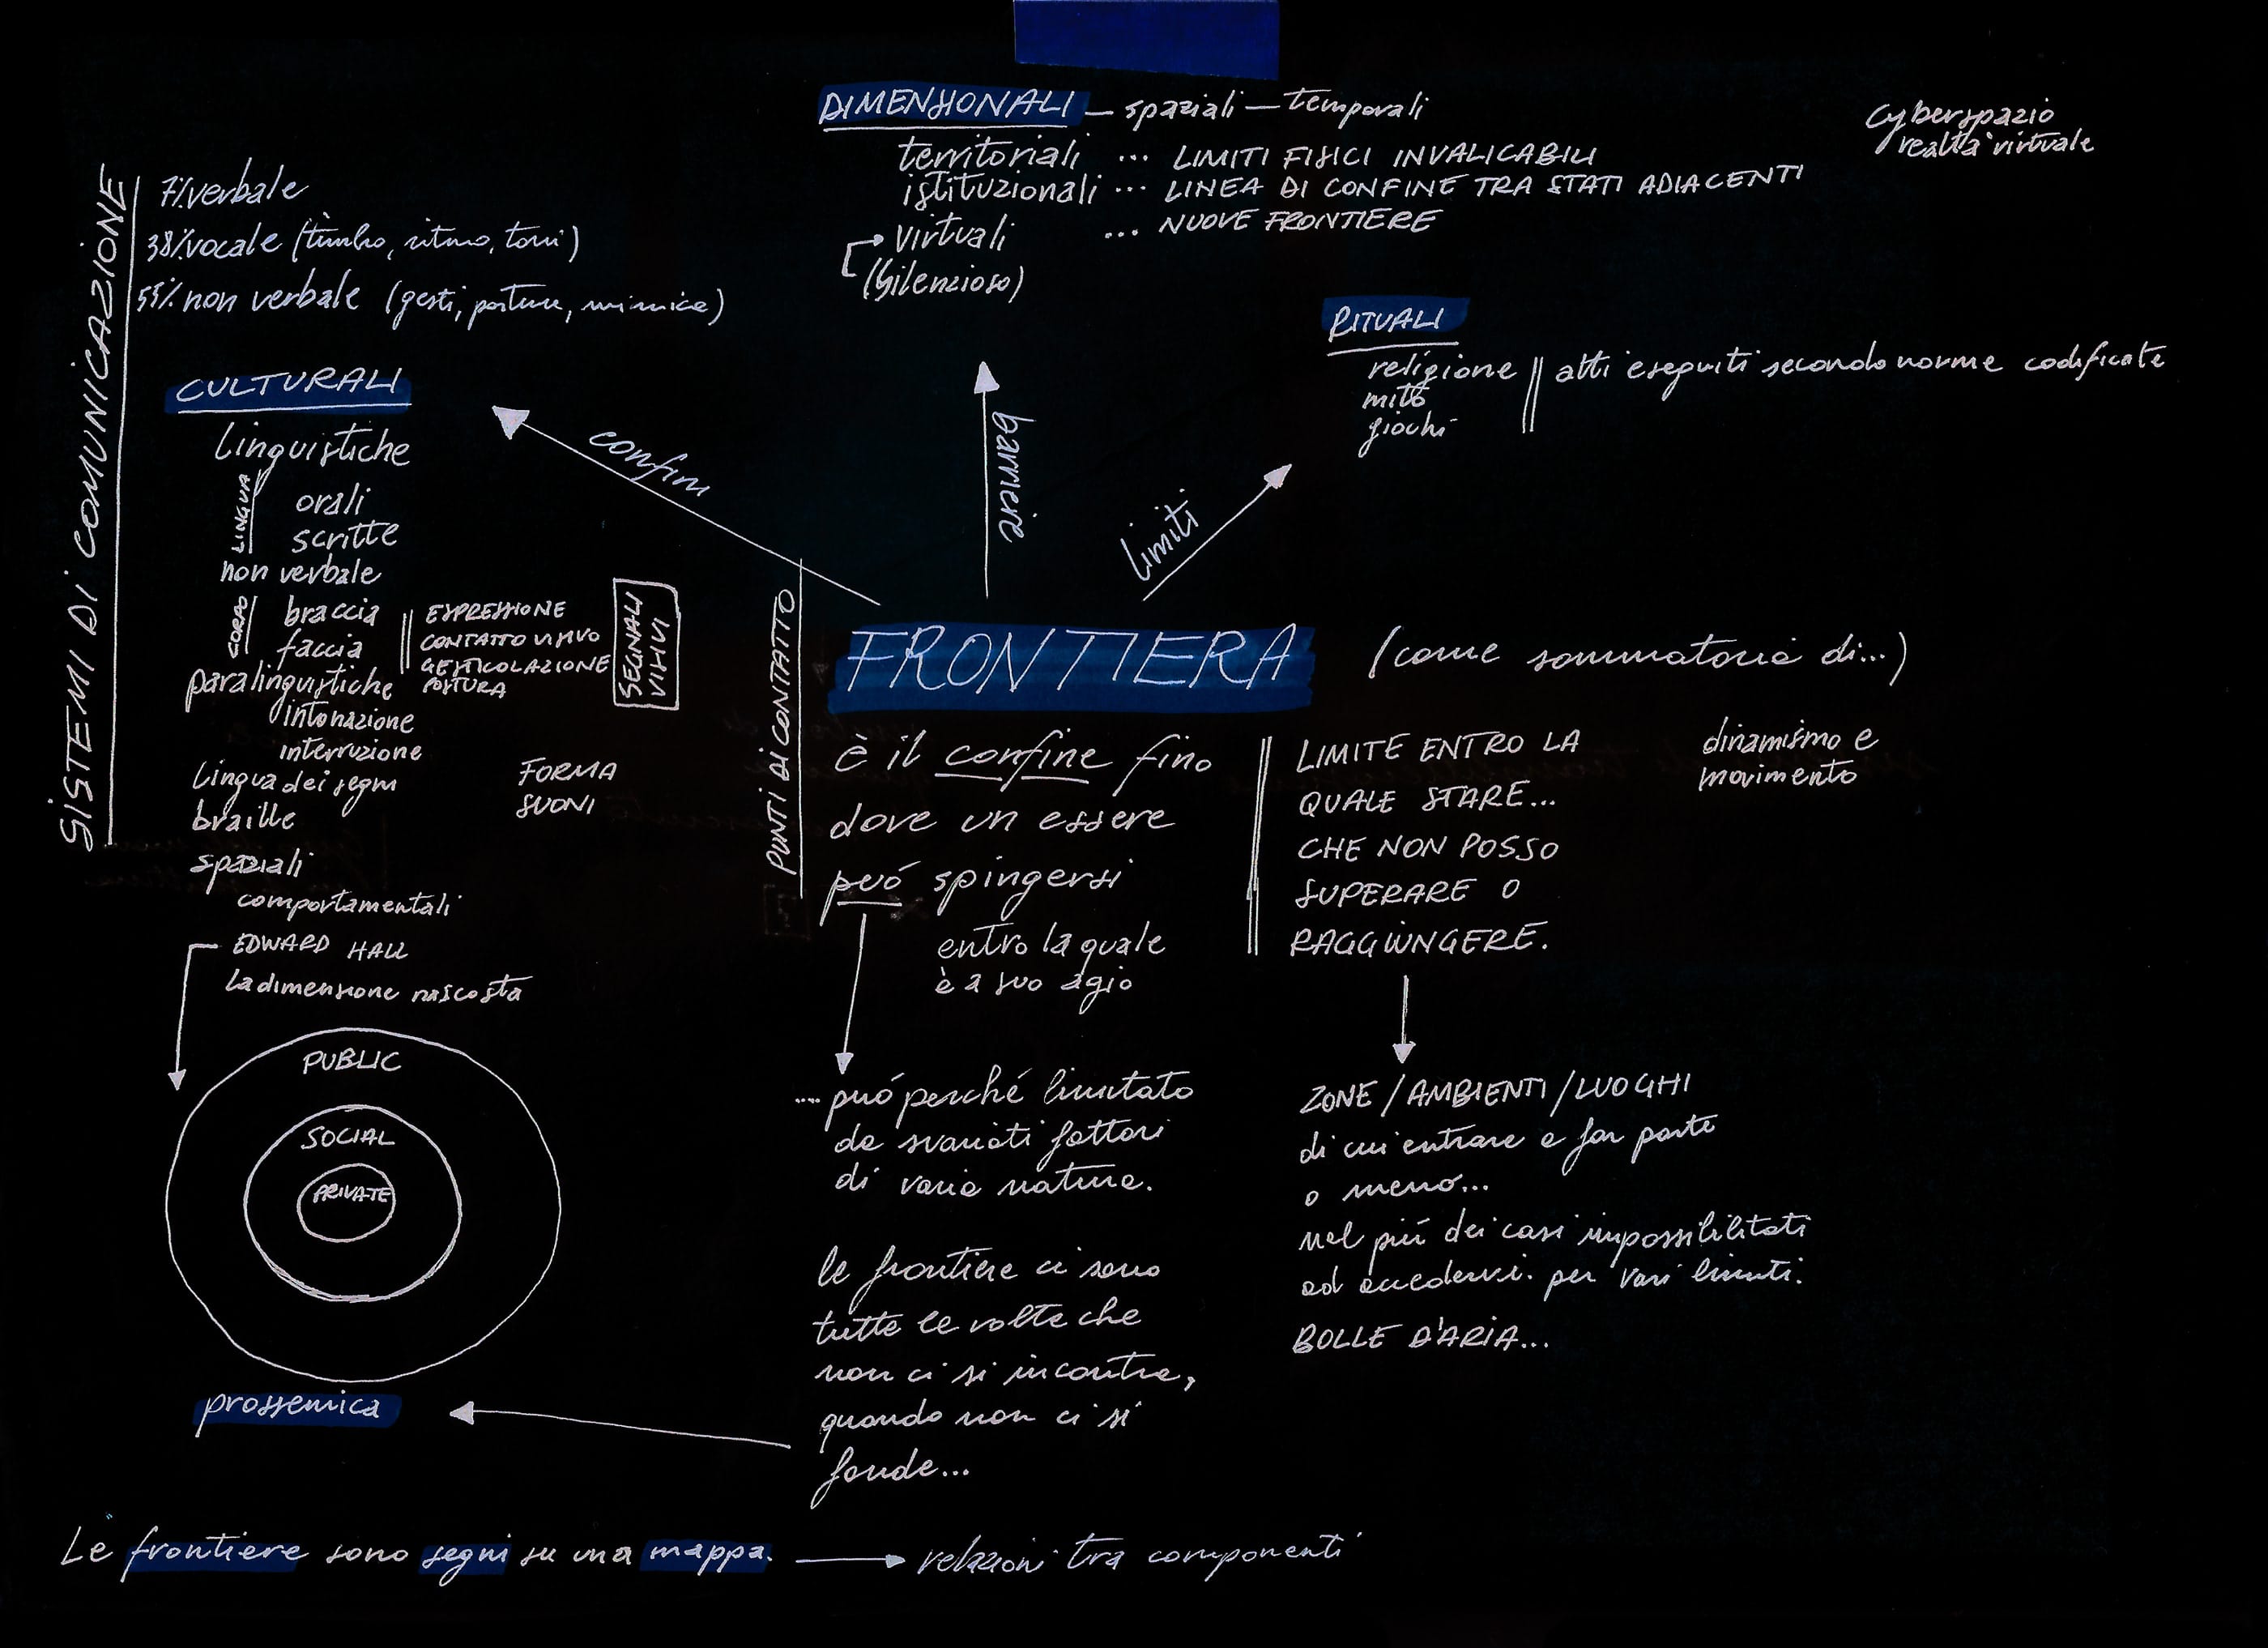 DIMENSIONALI — spaziali — temporali
territoriali ... LIMITI FISICI INVALICABILI
istituzionali ... LINEA DI CONFINE TRA STATI ADIACENTI
virtuali ... NUOVE FRONTIERE
(silenzioso)
cyberspazio
realtà virtuale
SISTEMI DI COMUNICAZIONE
7% verbale
38% vocale (timbro, ritmo, toni)
55% non verbale (gesti, posture, mimica)
RITUALI
religione
mito
giochi
atti eseguiti secondo norme codificate
CULTURALI
linguistiche
LINGUA
orali
scritte
non verbale
CORPO
braccia
faccia
ESPRESSIONE
CONTATTO VISIVO
GESTICOLAZIONE
POSTURA
SEGNALI
VISIVI
paralinguistiche
intonazione
interruzione
lingua dei segni
braille
FORMA
SUONI
spaziali
comportamentali
EDWARD HALL
La dimensione nascosta
PUBLIC
SOCIAL
PRIVATE
prossemica
confini
barriere
limiti
PUNTI DI CONTATTO
FRONTIERA (come sommatoria di...)
è il confine fino
dove un essere
puó spingersi
entro la quale
è a suo agio
LIMITE ENTRO LA
QUALE STARE...
CHE NON POSSO
SUPERARE O
RAGGIUNGERE.
dinamismo e
movimento
.... puó perché limitato
da svariati fattori
di varia natura.
le frontiere ci sono
tutte le volte che
non ci si incontra,
quando non ci si
fonde...
ZONE / AMBIENTI / LUOGHI
di cui entrare a far parte
o meno...
nel piú dei casi impossibilitati
ad accedervi. per vari limiti.
BOLLE D'ARIA...
Le frontiere sono segni su una mappa.
relazioni tra componenti